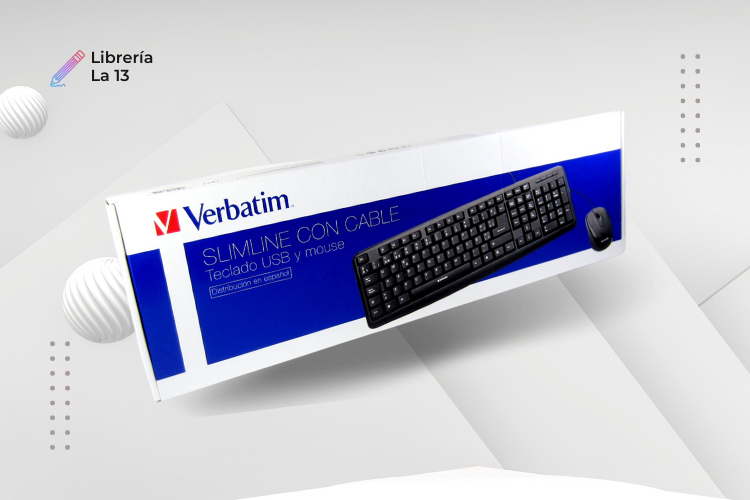 Librería
La 13
Verbatim
SLIMLINE CON CABLE
Teclado USB y mouse
Distribución en español